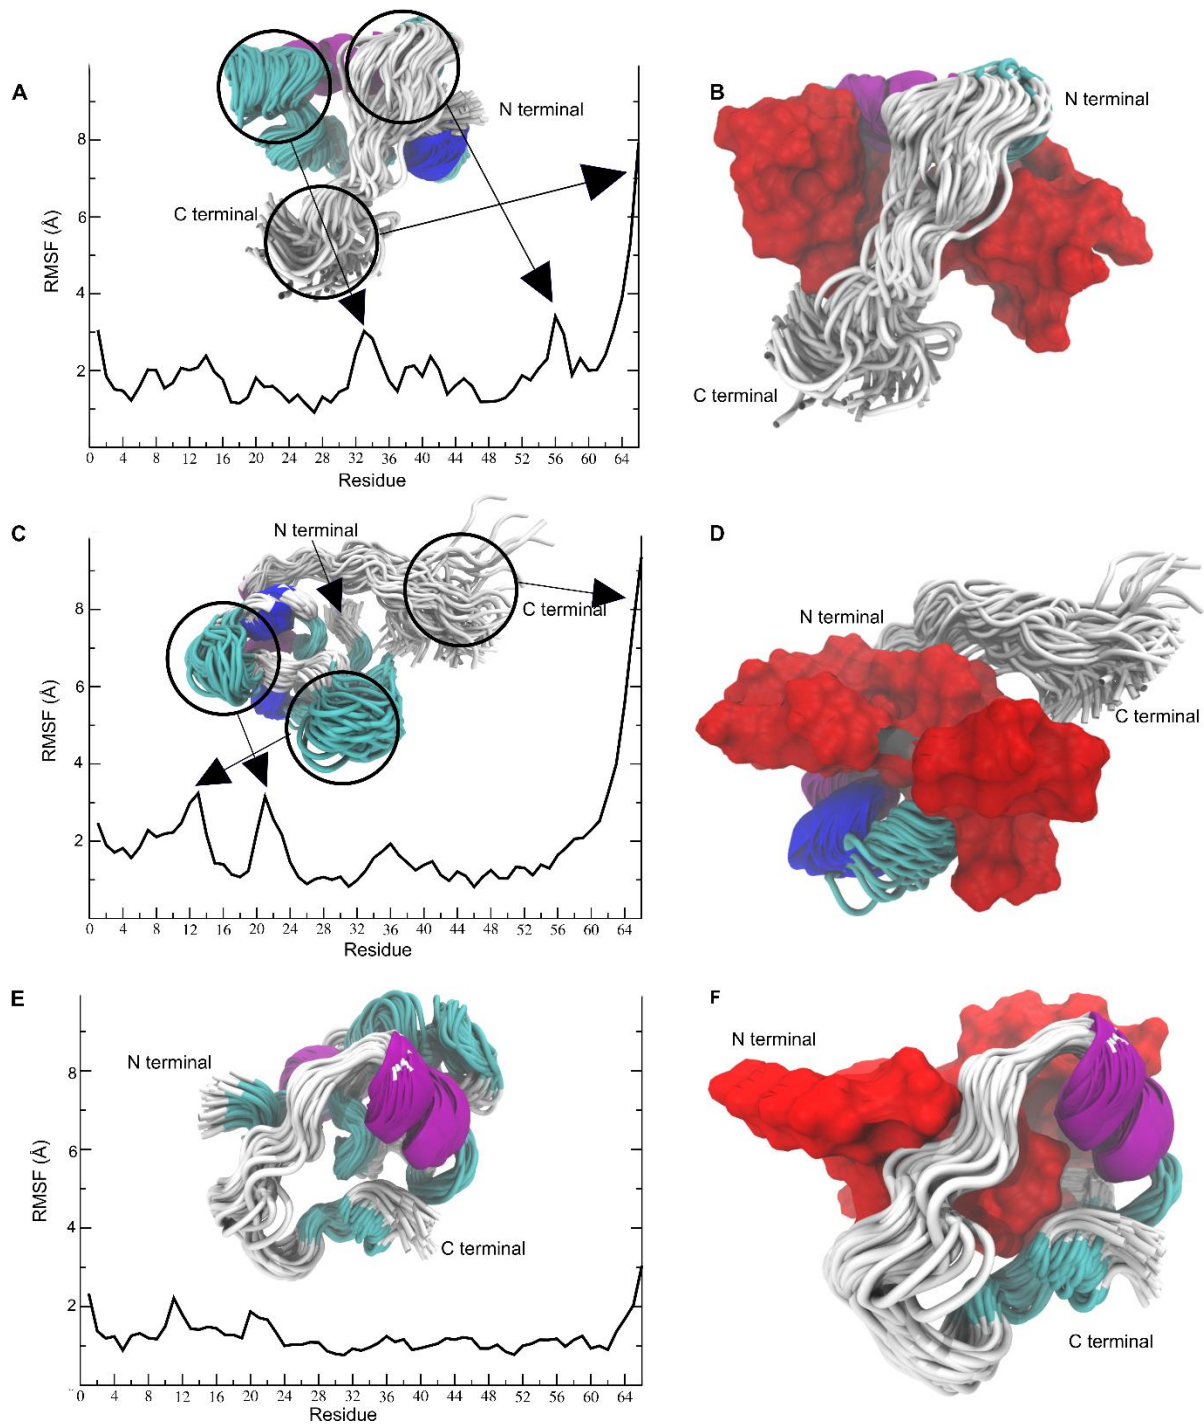 A
B
N terminal
N terminal
C terminal
C terminal
RMSF (Å)
8
6
4
2
0 4 8 12 16 20 24 28 32 36 40 44 48 52 56 60 64
Residue
C
D
N terminal
C terminal
N terminal
C terminal
RMSF (Å)
8
6
4
2
0 4 8 12 16 20 24 28 32 36 40 44 48 52 56 60 64
Residue
E
F
N terminal
N terminal
C terminal
C terminal
RMSF (Å)
8
6
4
2
0 4 8 12 16 20 24 28 32 36 40 44 48 52 56 60 64
Residue